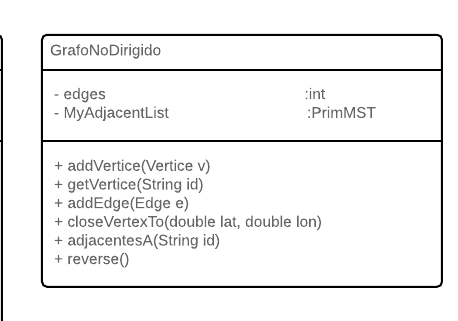 GrafoNoDirigido
- edges :int
- MyAdjacentList :PrimMST
+ addVertice(Vertice v)
+ getVertice(String id)
+ addEdge(Edge e)
+ closeVertexTo(double lat, double lon)
+ adjacentesA(String id)
+ reverse()